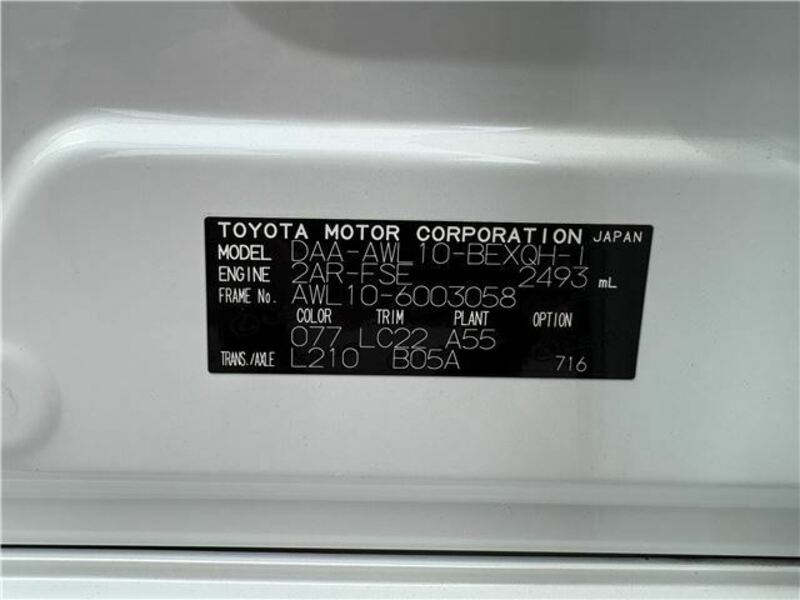 TOYOTA MOTOR CORPORATION JAPAN
MODEL DAA-AWL10-BEXQH-I
ENGINE 2AR-FSE 2493 mL
FRAME No. AWL10-6003058
COLOR TRIM PLANT OPTION
077 LC22 A55
TRANS./AXLE L210 B05A 716